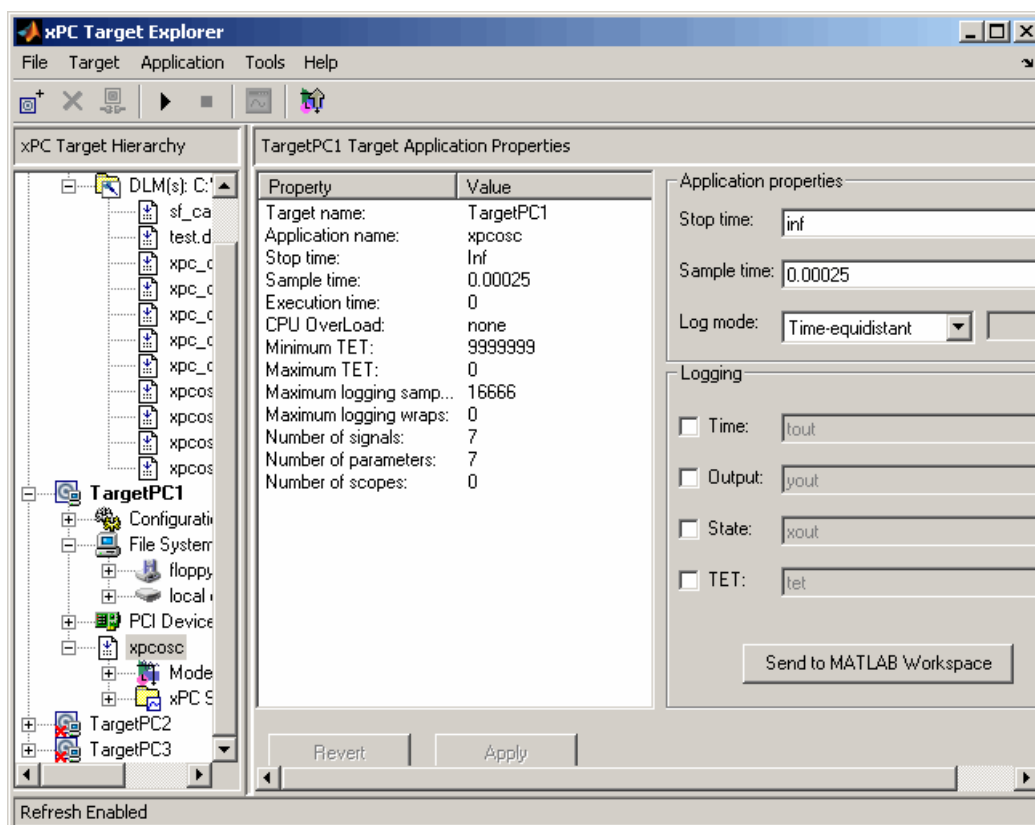 xPC Target Explorer
File Target Application Tools Help
xPC Target Hierarchy
DLM(s): C:\
sf_ca
test.d
xpc_c
xpc_c
xpc_c
xpc_c
xpc_c
xpcos
xpcos
xpcos
xpcos
TargetPC1
Configurati
File System
floppy
local
PCI Device
xpcosc
Mode
xPC S
TargetPC2
TargetPC3
TargetPC1 Target Application Properties
Property Value
Target name: TargetPC1
Application name: xpcosc
Stop time: Inf
Sample time: 0.00025
Execution time: 0
CPU OverLoad: none
Minimum TET: 9999999
Maximum TET: 0
Maximum logging samp... 16666
Maximum logging wraps: 0
Number of signals: 7
Number of parameters: 7
Number of scopes: 0
Application properties
Stop time: inf
Sample time: 0.00025
Log mode: Time-equidistant
Logging
Time: tout
Output: yout
State: xout
TET: tet
Send to MATLAB Workspace
Revert Apply
Refresh Enabled